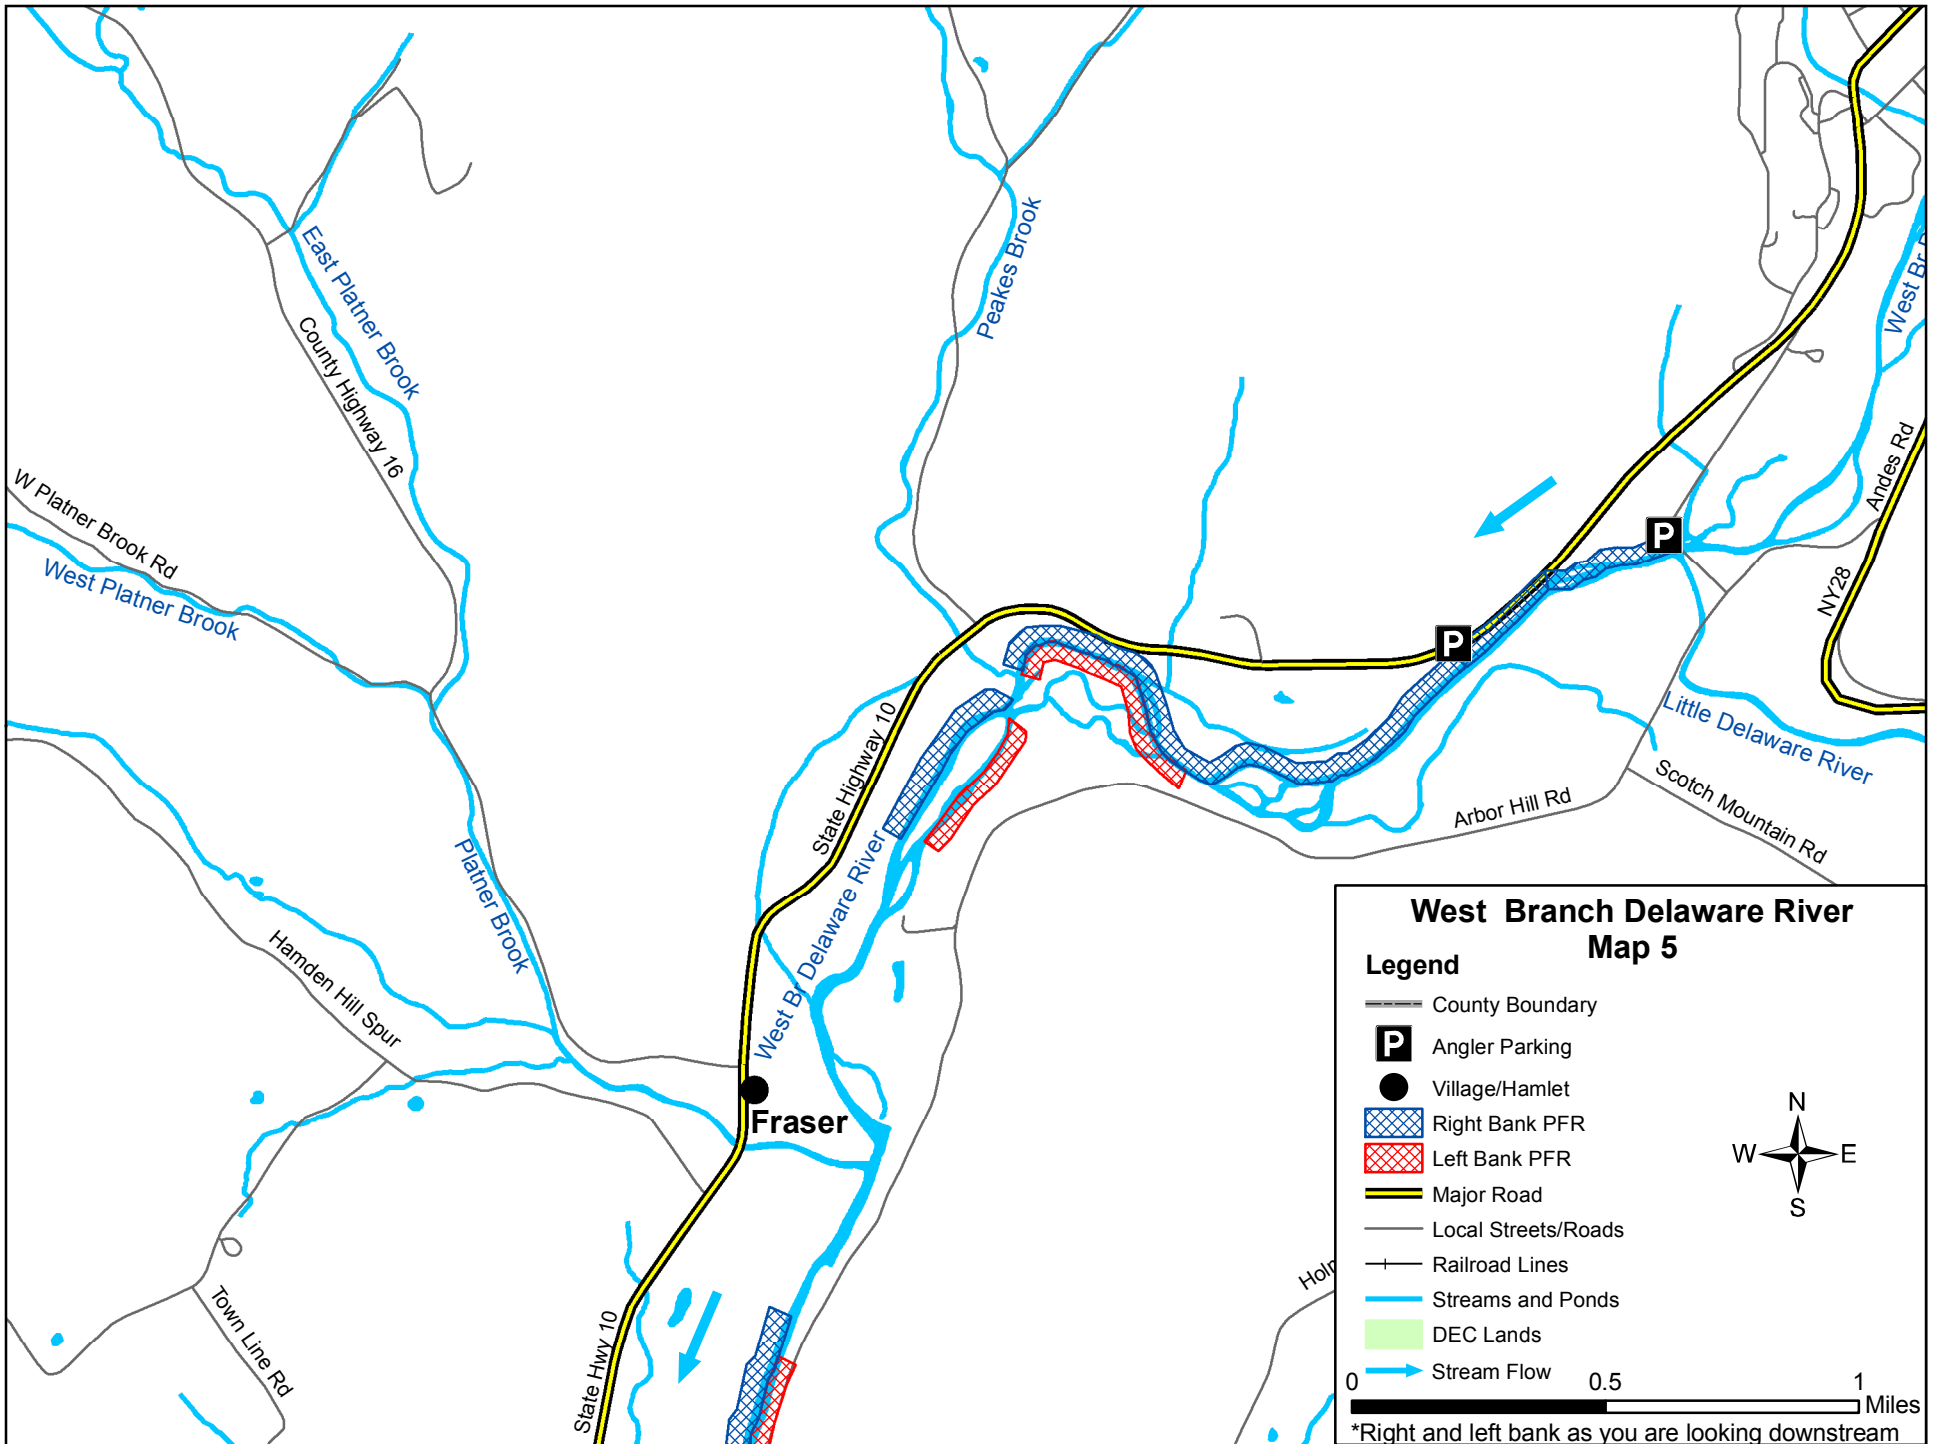 East Platner Brook
County Highway 16
W Platner Brook Rd
West Platner Brook
Peakes Brook
West Br
Andes Rd
NY28
P
P
Little Delaware River
Scotch Mountain Rd
Arbor Hill Rd
State Highway 10
West Br Delaware River
Platner Brook
Hamden Hill Spur
Fraser
Town Line Rd
State Hwy 10
West Branch Delaware River
Map 5
Legend
County Boundary
P Angler Parking
Village/Hamlet
Right Bank PFR
Left Bank PFR
Major Road
Local Streets/Roads
Railroad Lines
Streams and Ponds
DEC Lands
Stream Flow
N
W E
S
0 0.5 1
Miles
*Right and left bank as you are looking downstream